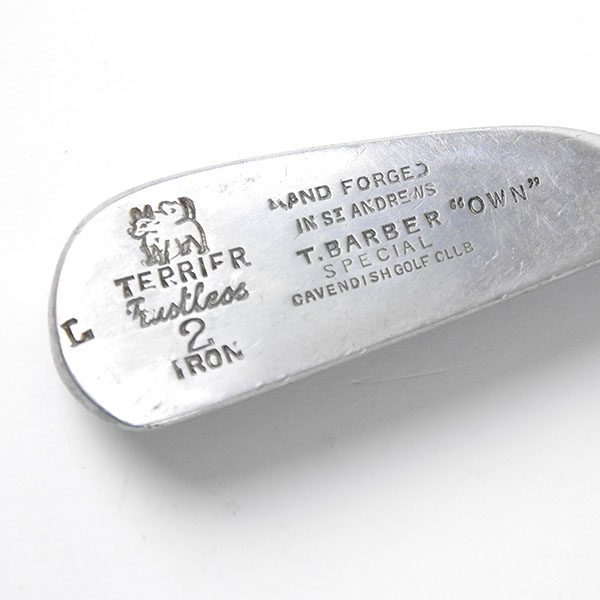 TERRIER
Rustless
2
IRON
L
HAND FORGED
IN ST. ANDREWS
T. BARBER "OWN"
SPECIAL
CAVENDISH GOLF CLUB